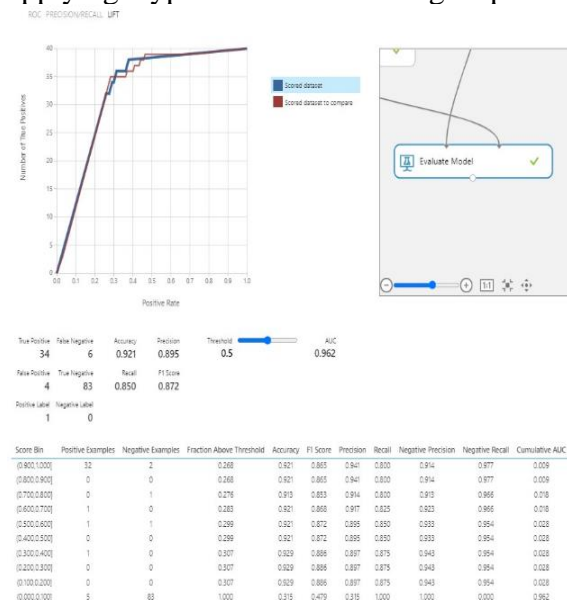 ROC PRECISION/RECALL LIFT
40
35
30
25
20
15
10
5
0
Number of True Positives
0.0 0.1 0.2 0.3 0.4 0.5 0.6 0.7 0.8 0.9 1.0
Positive Rate
Scored dataset
Scored dataset to compare
Evaluate Model
1:1
True Positive False Negative Accuracy Precision Threshold AUC
34 6 0.921 0.895 0.5 0.962
False Positive True Negative Recall F1 Score
4 83 0.850 0.872
Positive Label Negative Label
1 0
Score Bin Positive Examples Negative Examples Fraction Above Threshold Accuracy F1 Score Precision Recall Negative Precision Negative Recall Cumulative AUC
(0.900,1.000] 32 2 0.268 0.921 0.865 0.941 0.800 0.914 0.977 0.009
(0.800,0.900] 0 0 0.268 0.921 0.865 0.941 0.800 0.914 0.977 0.009
(0.700,0.800] 0 1 0.276 0.913 0.853 0.914 0.800 0.913 0.966 0.018
(0.600,0.700] 1 0 0.283 0.921 0.868 0.917 0.825 0.923 0.966 0.018
(0.500,0.600] 1 1 0.299 0.921 0.872 0.895 0.850 0.933 0.954 0.028
(0.400,0.500] 0 0 0.299 0.921 0.872 0.895 0.850 0.933 0.954 0.028
(0.300,0.400] 1 0 0.307 0.929 0.886 0.897 0.875 0.943 0.954 0.028
(0.200,0.300] 0 0 0.307 0.929 0.886 0.897 0.875 0.943 0.954 0.028
(0.100,0.200] 0 0 0.307 0.929 0.886 0.897 0.875 0.943 0.954 0.028
(0.000,0.100] 5 83 1.000 0.315 0.479 0.315 1.000 1.000 0.000 0.962